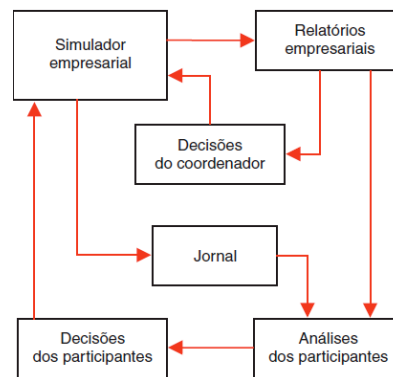 Simulador
empresarial
Relatórios
empresariais
Decisões
do coordenador
Jornal
Decisões
dos participantes
Análises
dos participantes